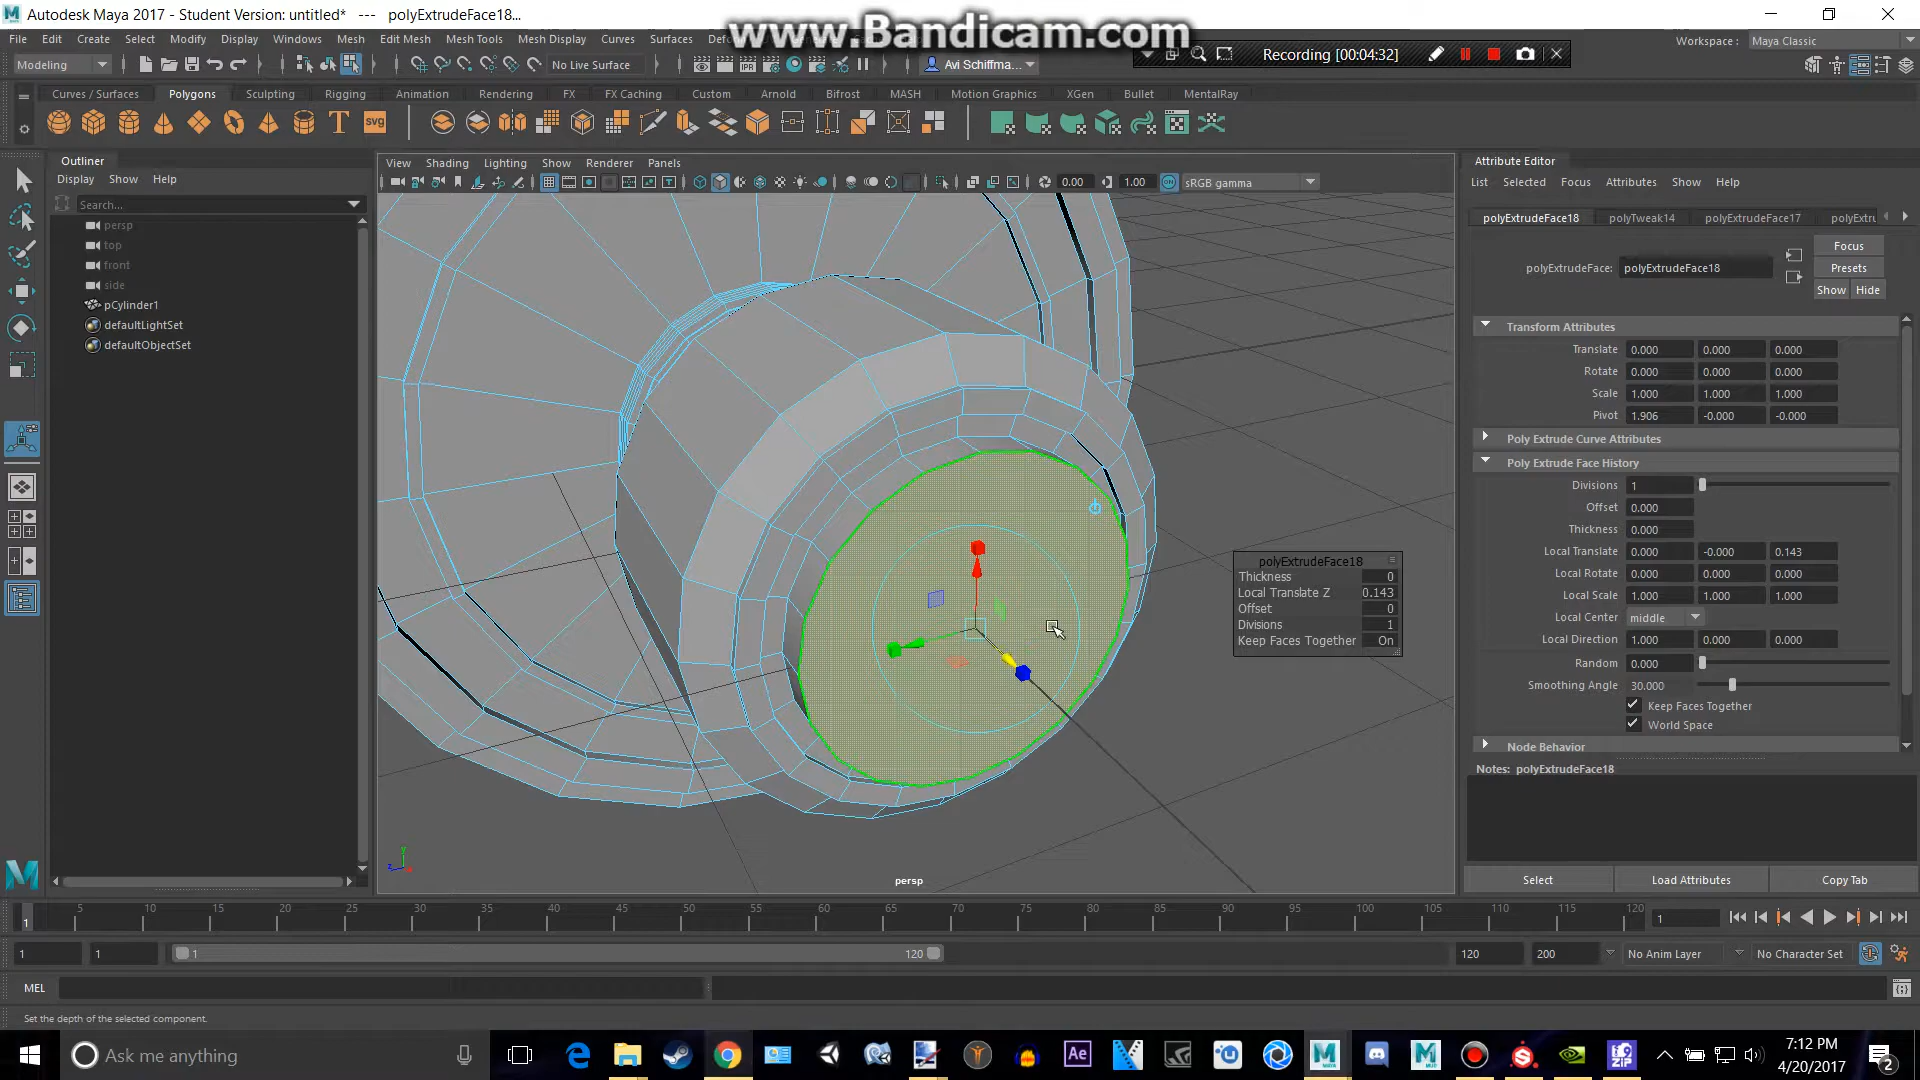 Autodesk Maya 2017 - Student Version: untitled*   ---   polyExtrudeFace18...
www.Bandicam.com
File Edit Create Select Modify Display Windows Mesh Edit Mesh Mesh Tools Mesh Display Curves Surfaces
Workspace: Maya Classic
Recording [00:04:32]
Modeling
No Live Surface
Avi Schiffma...
Curves / Surfaces Polygons Sculpting Rigging Animation Rendering FX FX Caching Custom Arnold Bifrost MASH Motion Graphics XGen Bullet MentalRay
T svg
Outliner
Display Show Help
Search...
persp
top
front
side
pCylinder1
defaultLightSet
defaultObjectSet
View Shading Lighting Show Renderer Panels
0.00 1.00 sRGB gamma
polyExtrudeFace18
Thickness 0
Local Translate Z 0.143
Offset 0
Divisions 1
Keep Faces Together On
persp
Attribute Editor
List Selected Focus Attributes Show Help
polyExtrudeFace18 polyTweak14 polyExtrudeFace17 polyExtru
Focus
polyExtrudeFace: polyExtrudeFace18 Presets
Show Hide
Transform Attributes
Translate 0.000 0.000 0.000
Rotate 0.000 0.000 0.000
Scale 1.000 1.000 1.000
Pivot 1.906 -0.000 -0.000
Poly Extrude Curve Attributes
Poly Extrude Face History
Divisions 1
Offset 0.000
Thickness 0.000
Local Translate 0.000 -0.000 0.143
Local Rotate 0.000 0.000 0.000
Local Scale 1.000 1.000 1.000
Local Center middle
Local Direction 1.000 0.000 0.000
Random 0.000
Smoothing Angle 30.000
Keep Faces Together
World Space
Node Behavior
Notes: polyExtrudeFace18
Select Load Attributes Copy Tab
1 5 10 15 20 25 30 35 40 45 50 55 60 65 70 75 80 85 90 95 100 105 110 115 120 1
1 1 1 120 120 200 No Anim Layer No Character Set
MEL
Set the depth of the selected component.
Ask me anything
Ae
7:12 PM
4/20/2017
2